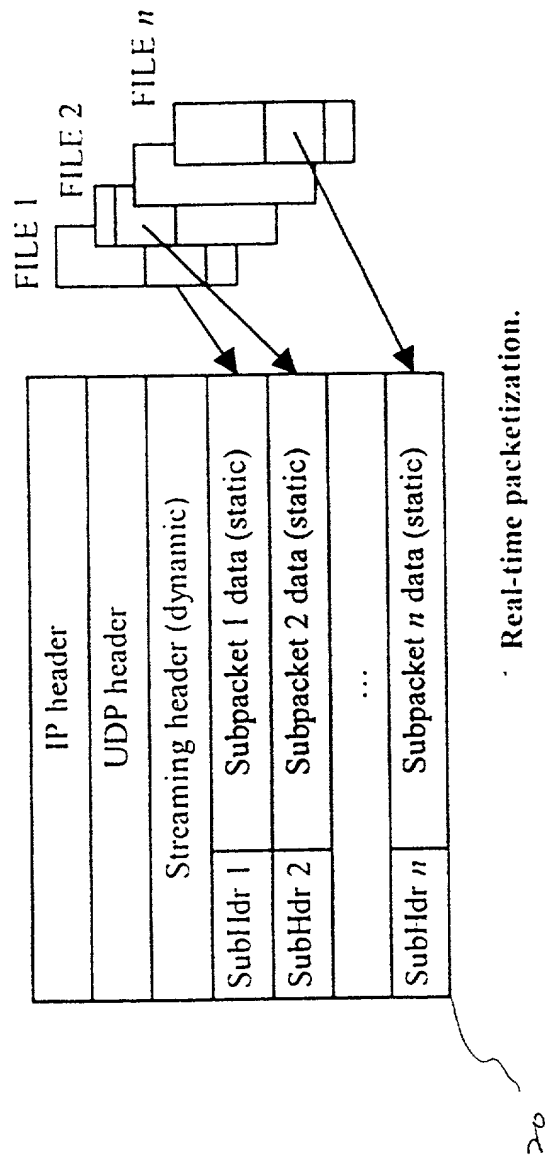 FILE 1
FILE 2
FILE n
IP header
UDP header
Streaming header (dynamic)
SubHdr 1 Subpacket 1 data (static)
SubHdr 2 Subpacket 2 data (static)
...
SubHdr n Subpacket n data (static)
Real-time packetization.
20